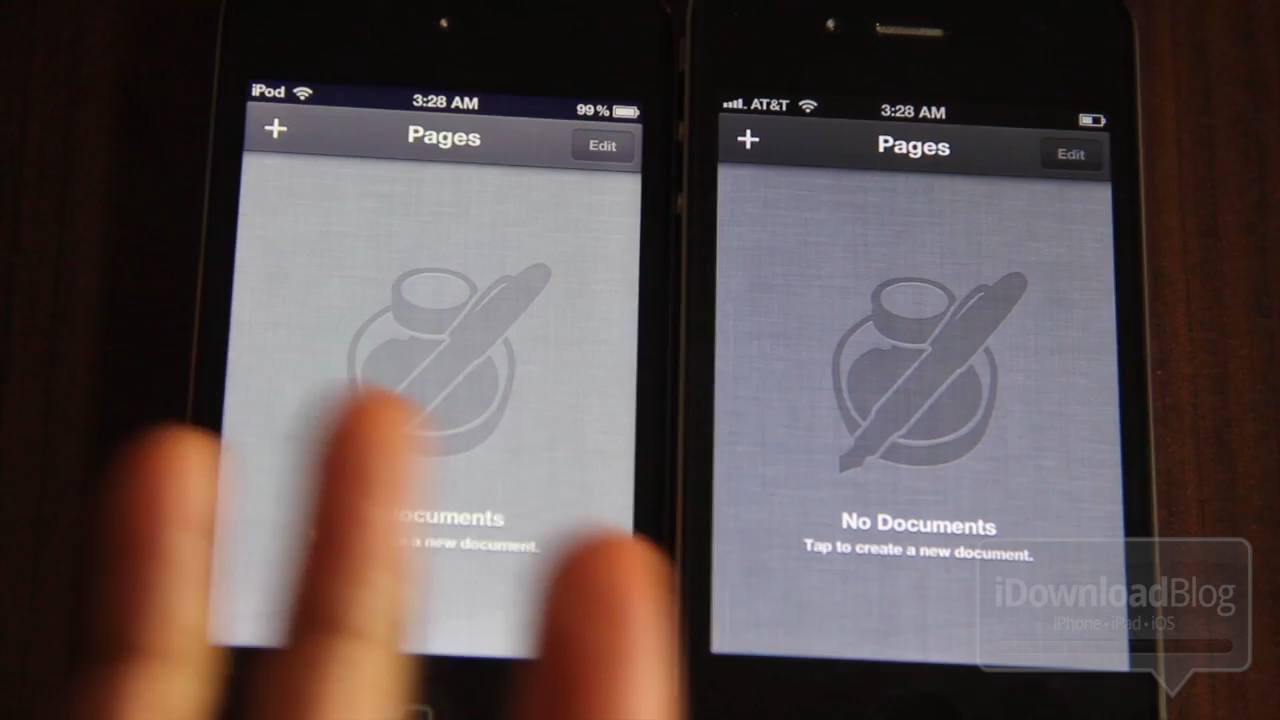 iPod 3:28 AM 99%
Pages
Edit
ocuments
a new document.
AT&T 3:28 AM
Pages
Edit
No Documents
Tap to create a new document.
iDownloadBlog
iPhone • iPad • iOS